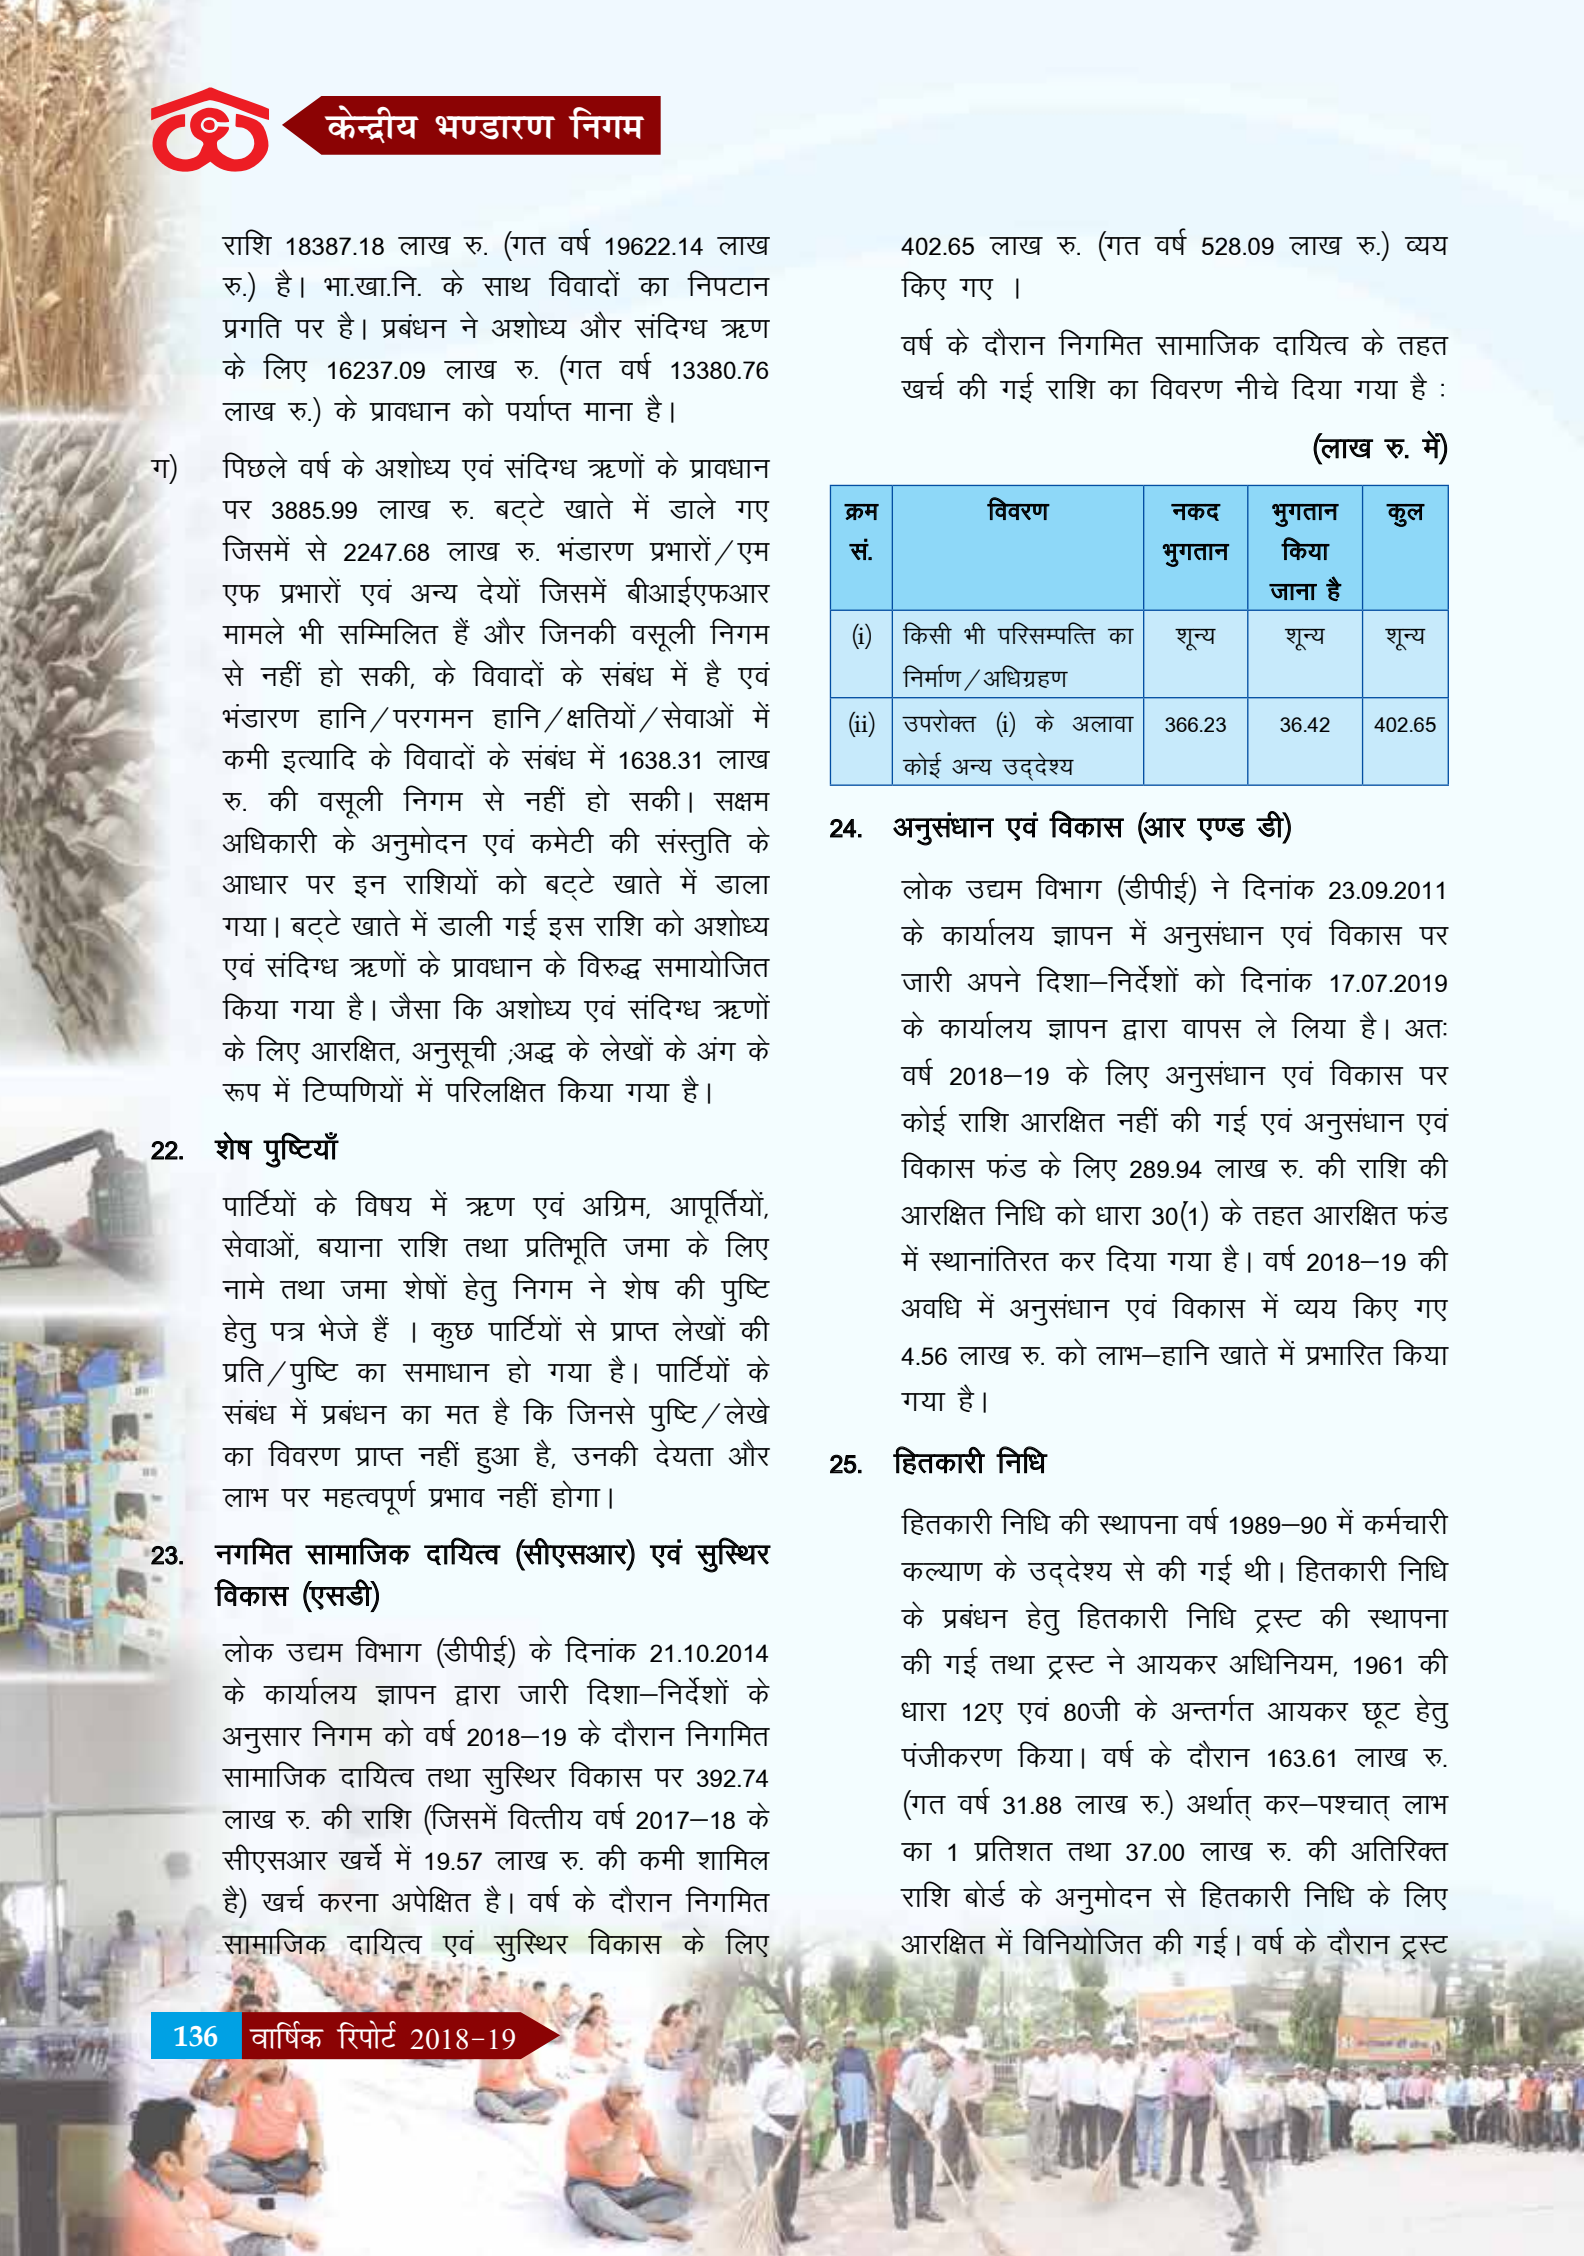 केन्द्रीय भण्डारण निगम
राशि 18387.18 लाख रु. (गत वर्ष 19622.14 लाख
रु.) है। भा.खा.नि. के साथ विवादों का निपटान
प्रगति पर है। प्रबंधन ने अशोध्य और संदिग्ध ऋण
के लिए 16237.09 लाख रु. (गत वर्ष 13380.76
लाख रु.) के प्रावधान को पर्याप्त माना है।
ग) पिछले वर्ष के अशोध्य एवं संदिग्ध ऋणों के प्रावधान
पर 3885.99 लाख रु. बट्टे खाते में डाले गए
जिसमें से 2247.68 लाख रु. भंडारण प्रभारों/एम
एफ प्रभारों एवं अन्य देयों जिसमें बीआईएफआर
मामले भी सम्मिलित हैं और जिनकी वसूली निगम
से नहीं हो सकी, के विवादों के संबंध में है एवं
भंडारण हानि/परगमन हानि/क्षतियों/सेवाओं में
कमी इत्यादि के विवादों के संबंध में 1638.31 लाख
रु. की वसूली निगम से नहीं हो सकी। सक्षम
अधिकारी के अनुमोदन एवं कमेटी की संस्तुति के
आधार पर इन राशियों को बट्टे खाते में डाला
गया। बट्टे खाते में डाली गई इस राशि को अशोध्य
एवं संदिग्ध ऋणों के प्रावधान के विरुद्ध समायोजित
किया गया है। जैसा कि अशोध्य एवं संदिग्ध ऋणों
के लिए आरक्षित, अनुसूची ;अद्ध के लेखों के अंग के
रूप में टिप्पणियों में परिलक्षित किया गया है।
22. शेष पुष्टियाँ
पार्टियों के विषय में ऋण एवं अग्रिम, आपूर्तियों,
सेवाओं, बयाना राशि तथा प्रतिभूति जमा के लिए
नामे तथा जमा शेषों हेतु निगम ने शेष की पुष्टि
हेतु पत्र भेजे हैं । कुछ पार्टियों से प्राप्त लेखों की
प्रति/पुष्टि का समाधान हो गया है। पार्टियों के
संबंध में प्रबंधन का मत है कि जिनसे पुष्टि/लेखे
का विवरण प्राप्त नहीं हुआ है, उनकी देयता और
लाभ पर महत्वपूर्ण प्रभाव नहीं होगा।
23. नगमित सामाजिक दायित्व (सीएसआर) एवं सुस्थिर
विकास (एसडी)
लोक उद्यम विभाग (डीपीई) के दिनांक 21.10.2014
के कार्यालय ज्ञापन द्वारा जारी दिशा–निर्देशों के
अनुसार निगम को वर्ष 2018–19 के दौरान निगमित
सामाजिक दायित्व तथा सुस्थिर विकास पर 392.74
लाख रु. की राशि (जिसमें वित्तीय वर्ष 2017–18 के
सीएसआर खर्चे में 19.57 लाख रु. की कमी शामिल
है) खर्च करना अपेक्षित है। वर्ष के दौरान निगमित
सामाजिक दायित्व एवं सुस्थिर विकास के लिए
402.65 लाख रु. (गत वर्ष 528.09 लाख रु.) व्यय
किए गए ।
वर्ष के दौरान निगमित सामाजिक दायित्व के तहत
खर्च की गई राशि का विवरण नीचे दिया गया है :
(लाख रु. में)
क्रम विवरण नकद भुगतान कुल
सं. भुगतान किया
जाना है
(i) किसी भी परिसम्पत्ति का शून्य शून्य शून्य
निर्माण/अधिग्रहण
(ii) उपरोक्त (i) के अलावा 366.23 36.42 402.65
कोई अन्य उद्देश्य
24. अनुसंधान एवं विकास (आर एण्ड डी)
लोक उद्यम विभाग (डीपीई) ने दिनांक 23.09.2011
के कार्यालय ज्ञापन में अनुसंधान एवं विकास पर
जारी अपने दिशा–निर्देशों को दिनांक 17.07.2019
के कार्यालय ज्ञापन द्वारा वापस ले लिया है। अतः
वर्ष 2018–19 के लिए अनुसंधान एवं विकास पर
कोई राशि आरक्षित नहीं की गई एवं अनुसंधान एवं
विकास फंड के लिए 289.94 लाख रु. की राशि की
आरक्षित निधि को धारा 30(1) के तहत आरक्षित फंड
में स्थानांतिरत कर दिया गया है। वर्ष 2018–19 की
अवधि में अनुसंधान एवं विकास में व्यय किए गए
4.56 लाख रु. को लाभ–हानि खाते में प्रभारित किया
गया है।
25. हितकारी निधि
हितकारी निधि की स्थापना वर्ष 1989–90 में कर्मचारी
कल्याण के उद्देश्य से की गई थी। हितकारी निधि
के प्रबंधन हेतु हितकारी निधि ट्रस्ट की स्थापना
की गई तथा ट्रस्ट ने आयकर अधिनियम, 1961 की
धारा 12ए एवं 80जी के अन्तर्गत आयकर छूट हेतु
पंजीकरण किया। वर्ष के दौरान 163.61 लाख रु.
(गत वर्ष 31.88 लाख रु.) अर्थात् कर–पश्चात् लाभ
का 1 प्रतिशत तथा 37.00 लाख रु. की अतिरिक्त
राशि बोर्ड के अनुमोदन से हितकारी निधि के लिए
आरक्षित में विनियोजित की गई। वर्ष के दौरान ट्रस्ट
136 वार्षिक रिपोर्ट 2018-19